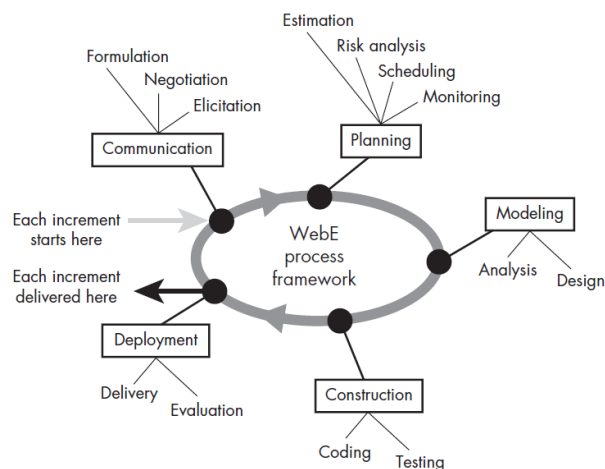 Estimation
Risk analysis
Scheduling
Monitoring
Formulation
Negotiation
Elicitation
Communication
Planning
Each increment
starts here
WebE
process
framework
Modeling
Analysis
Design
Each increment
delivered here
Deployment
Delivery
Evaluation
Construction
Coding
Testing